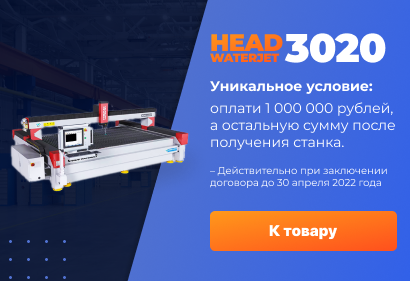 HEAD
WATERJET
3020
Уникальное условие:
оплати 1 000 000 рублей,
а остальную сумму после
получения станка.
– Действительно при заключении
договора до 30 апреля 2022 года
К товару